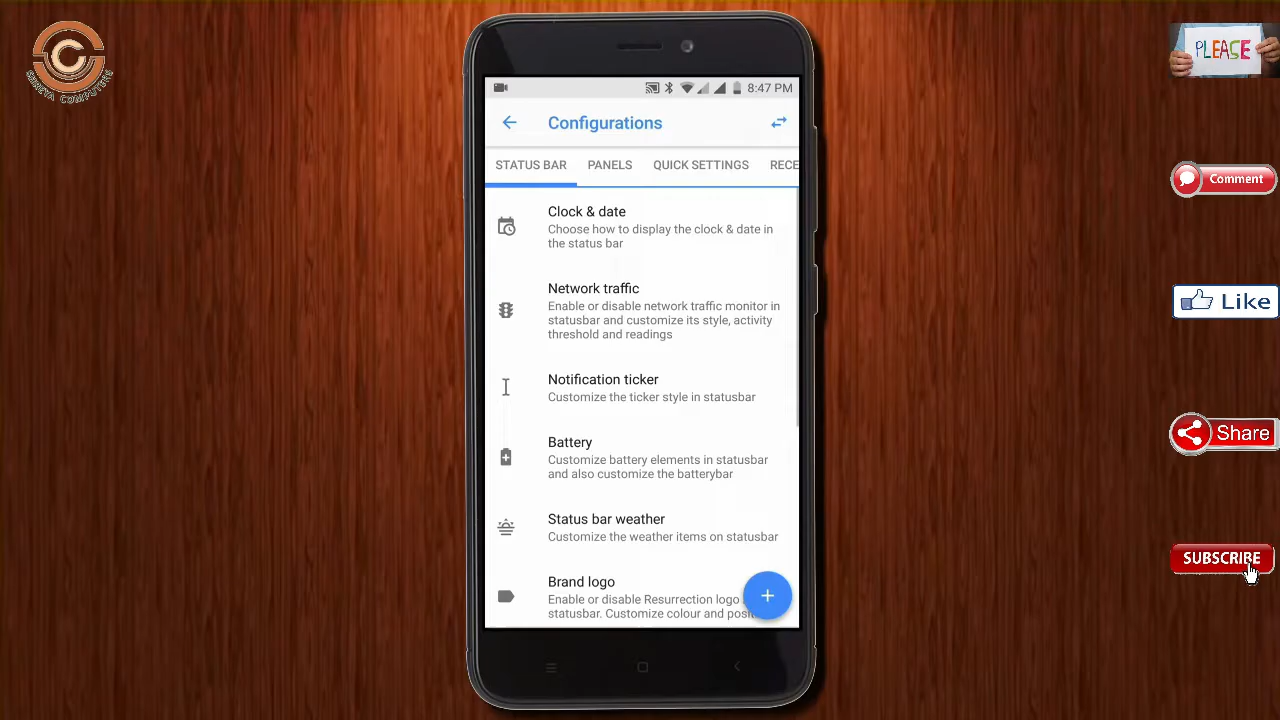 SHREYA COMPUTERS
PLEASE
8:47 PM
Configurations
STATUS BAR PANELS QUICK SETTINGS RECE
Clock & date
Choose how to display the clock & date in
the status bar
Network traffic
Enable or disable network traffic monitor in
statusbar and customize its style, activity
threshold and readings
Notification ticker
Customize the ticker style in statusbar
Battery
Customize battery elements in statusbar
and also customize the batterybar
Status bar weather
Customize the weather items on statusbar
Brand logo
Enable or disable Resurrection logo
statusbar. Customize colour and posi
Comment
Like
Share
SUBSCRIBE